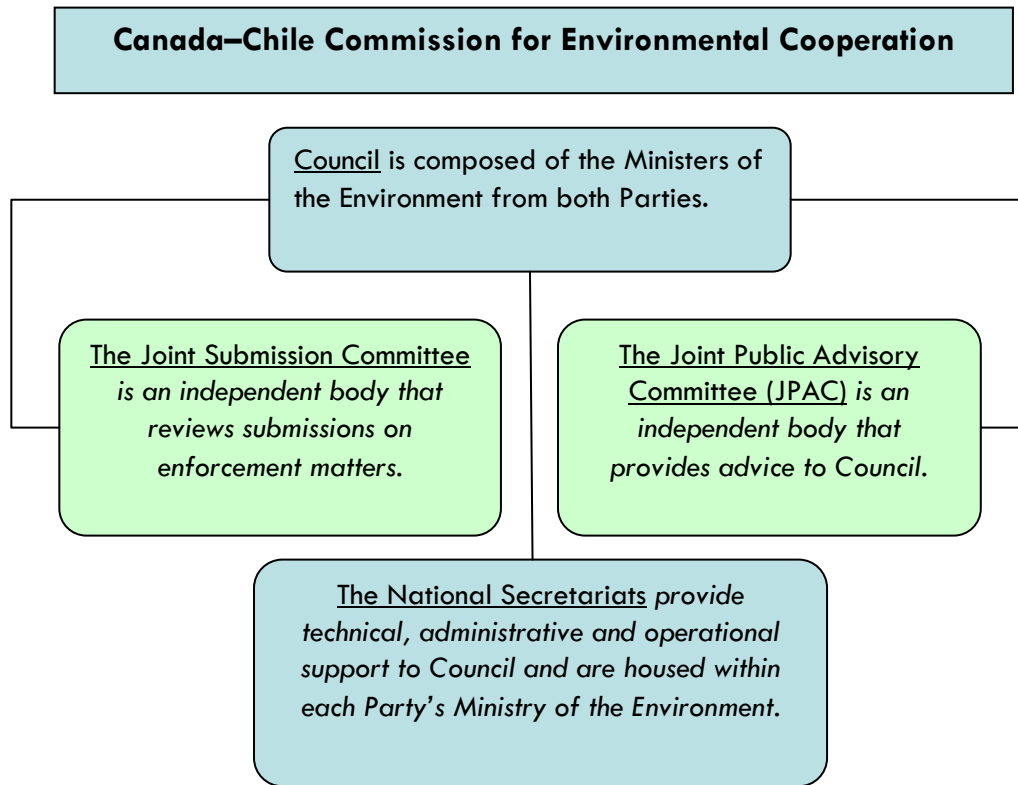 Canada–Chile Commission for Environmental Cooperation
Council is composed of the Ministers of
the Environment from both Parties.
The Joint Submission Committee
is an independent body that
reviews submissions on
enforcement matters.
The Joint Public Advisory
Committee (JPAC) is an
independent body that
provides advice to Council.
The National Secretariats provide
technical, administrative and operational
support to Council and are housed within
each Party’s Ministry of the Environment.